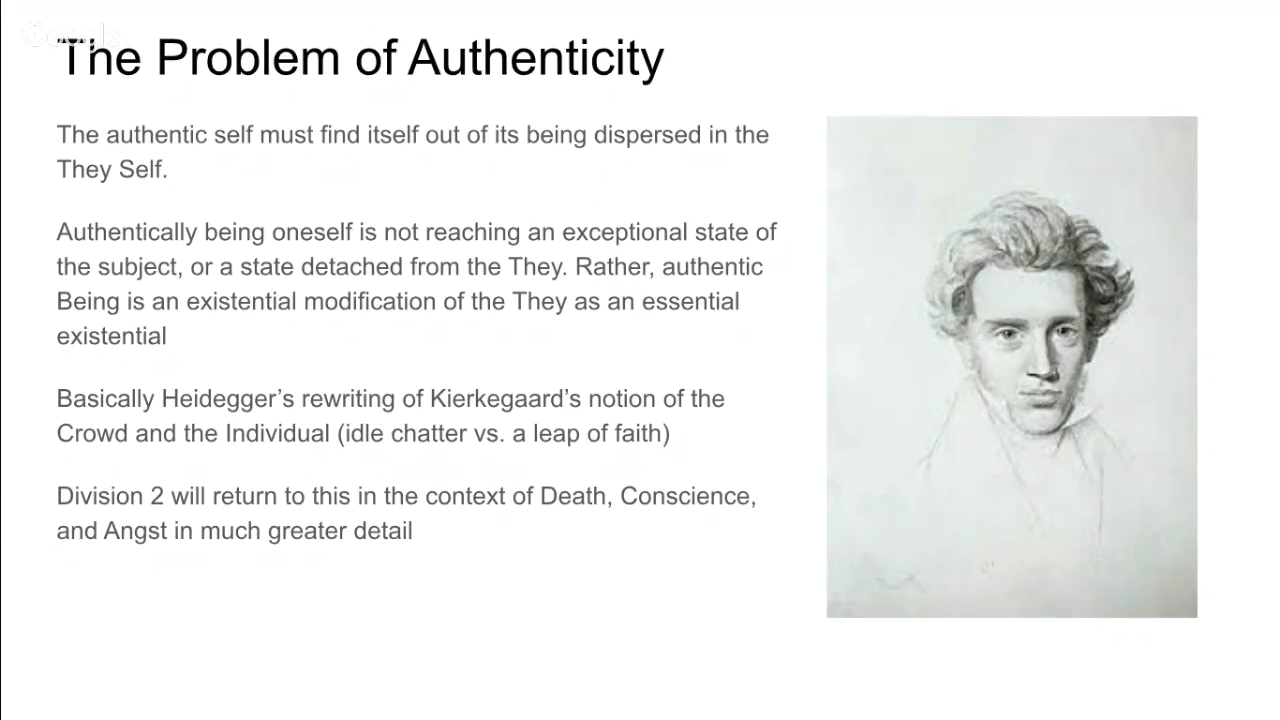 Google
The Problem of Authenticity
The authentic self must find itself out of its being dispersed in the
They Self.
Authentically being oneself is not reaching an exceptional state of
the subject, or a state detached from the They. Rather, authentic
Being is an existential modification of the They as an essential
existential
Basically Heidegger’s rewriting of Kierkegaard’s notion of the
Crowd and the Individual (idle chatter vs. a leap of faith)
Division 2 will return to this in the context of Death, Conscience,
and Angst in much greater detail